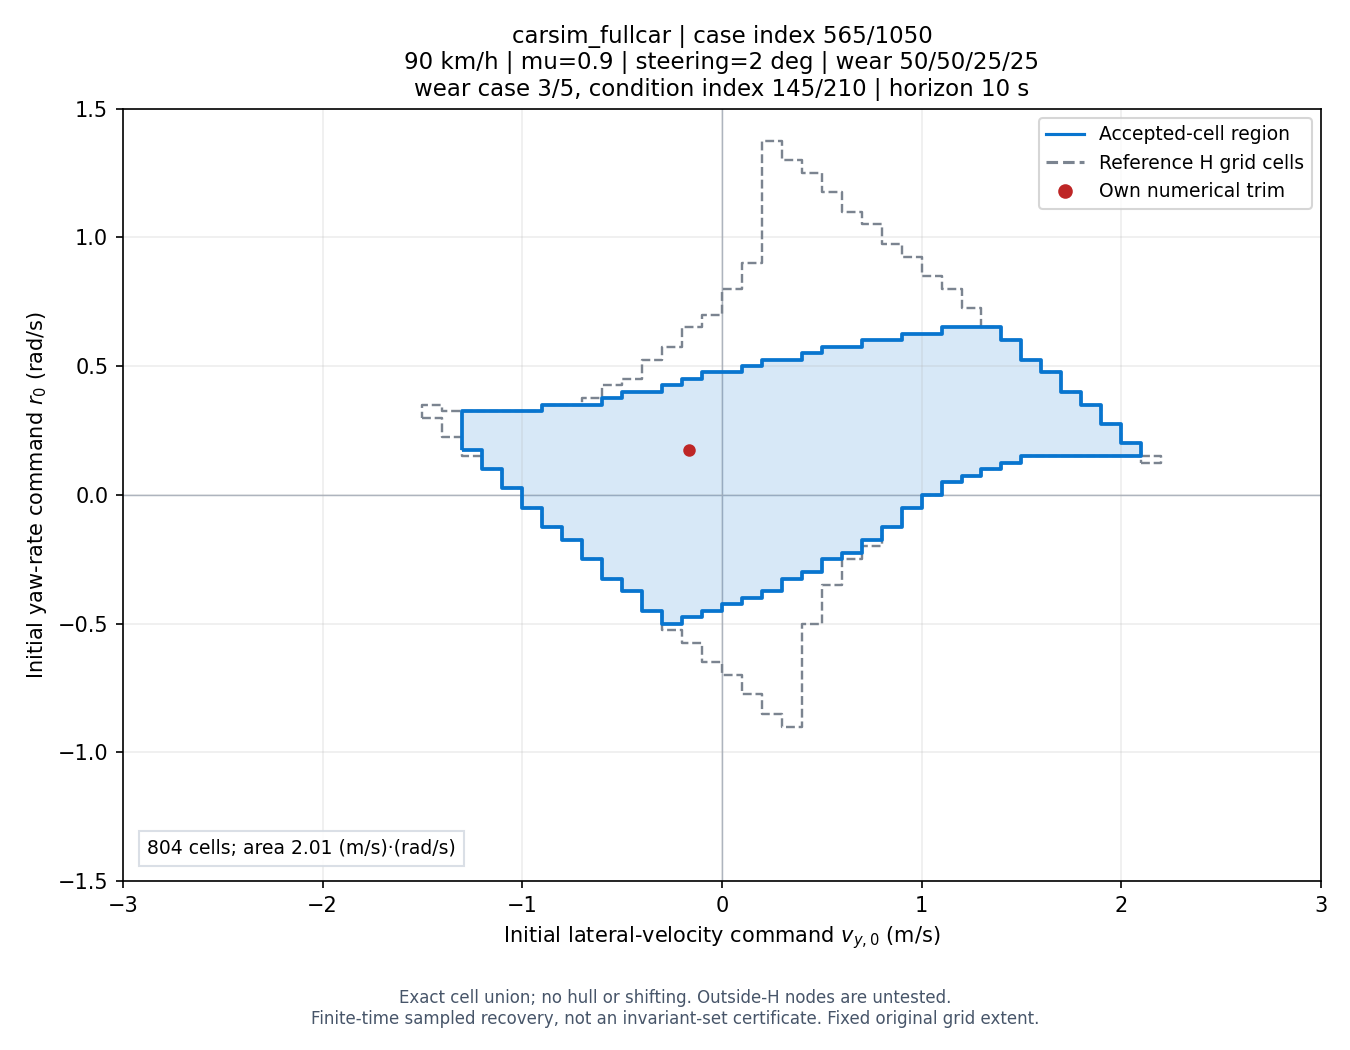 carsim_fullcar | case index 565/1050
90 km/h | mu=0.9 | steering=2 deg | wear 50/50/25/25
wear case 3/5, condition index 145/210 | horizon 10 s
Accepted-cell region
Reference H grid cells
Own numerical trim
1.5
1.0
0.5
0.0
−0.5
−1.0
−1.5
Initial yaw-rate command r0 (rad/s)
804 cells; area 2.01 (m/s)·(rad/s)
−3
−2
−1
0
1
2
3
Initial lateral-velocity command vy,0 (m/s)
Exact cell union; no hull or shifting. Outside-H nodes are untested.
Finite-time sampled recovery, not an invariant-set certificate. Fixed original grid extent.